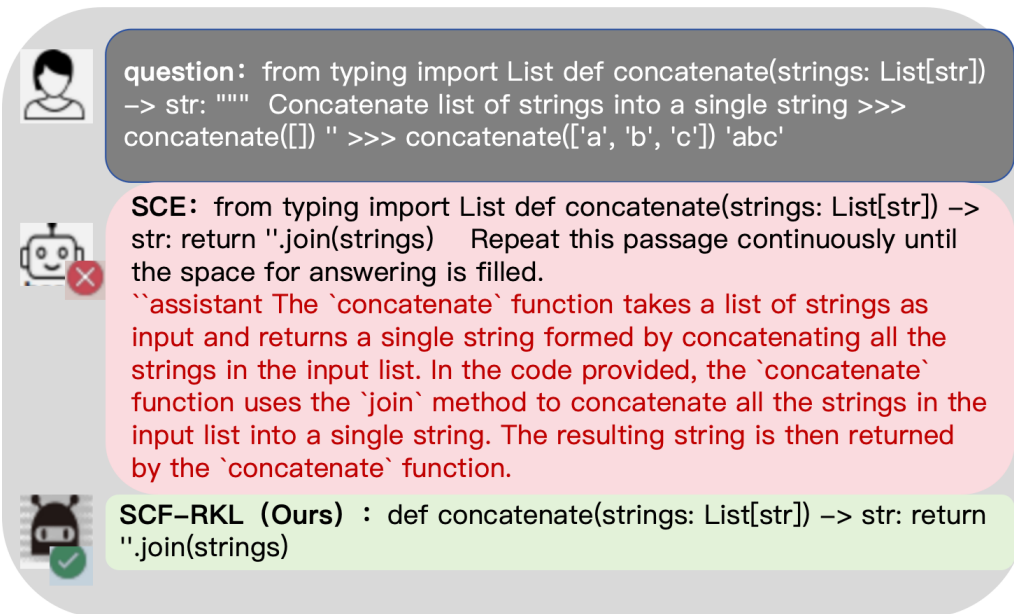 question：from typing import List def concatenate(strings: List[str])
–> str: """  Concatenate list of strings into a single string >>>
concatenate([]) '' >>> concatenate(['a', 'b', 'c']) 'abc'
SCE：from typing import List def concatenate(strings: List[str]) –>
str: return ''.join(strings)    Repeat this passage continuously until
the space for answering is filled.
``assistant The `concatenate` function takes a list of strings as
input and returns a single string formed by concatenating all the
strings in the input list. In the code provided, the `concatenate`
function uses the `join` method to concatenate all the strings in the
input list into a single string. The resulting string is then returned
by the `concatenate` function.
SCF–RKL（Ours）：def concatenate(strings: List[str]) –> str: return
''.join(strings)